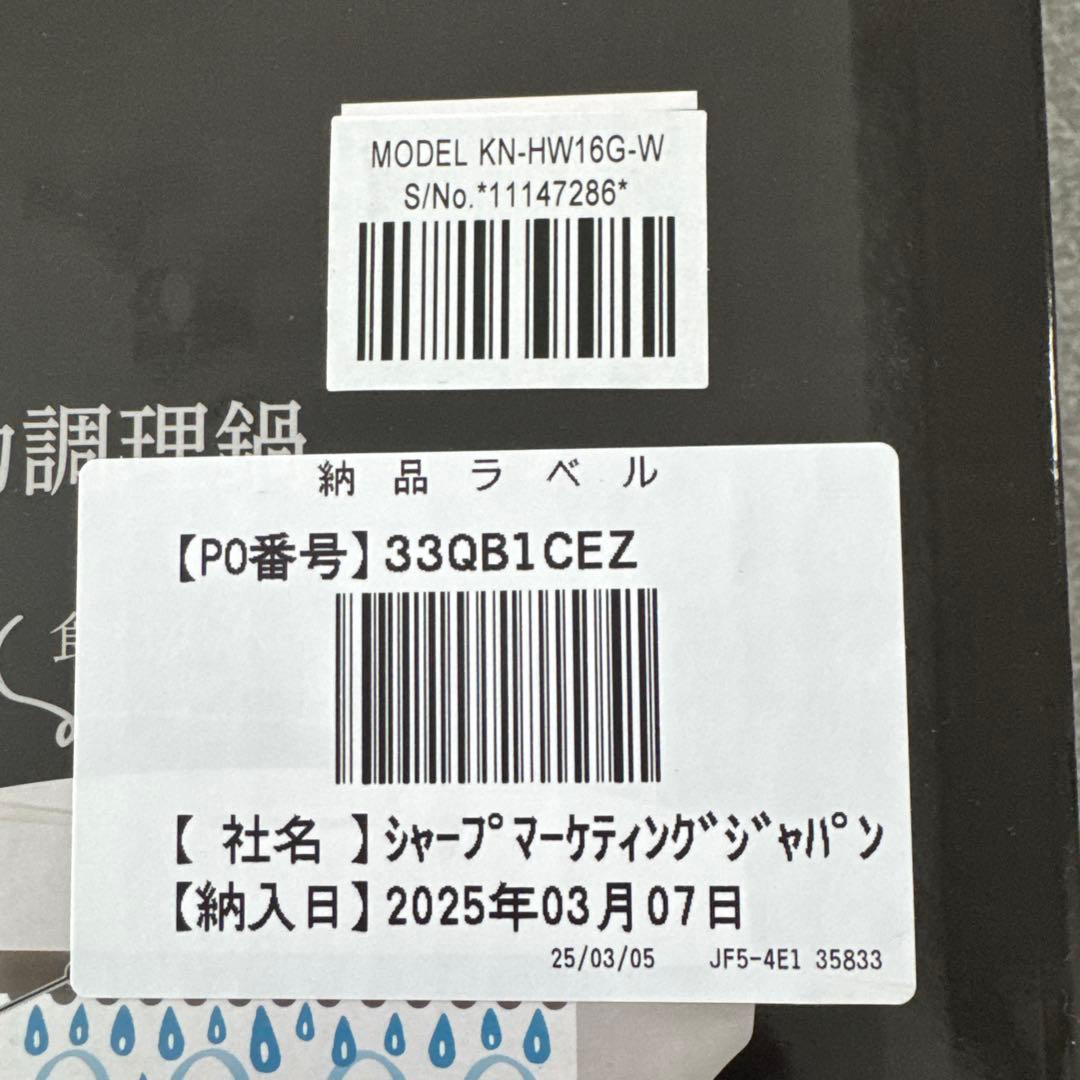 MODEL KN-HW16G-W
S/No.*11147286*
調理鍋
納品ラベル
【PO番号】33QB1CEZ
食
【 社名 】ｼｬｰﾌﾟﾏｰｹﾃｨﾝｸﾞｼﾞｬﾊﾟﾝ
【納入日】2025年03月07日
25/03/05 JF5-4E1 35833